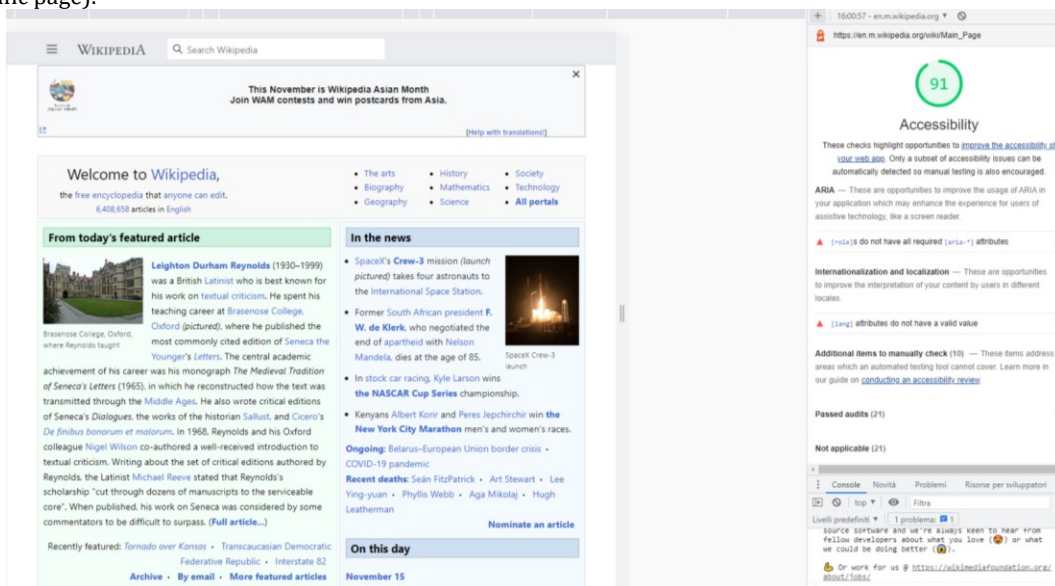 16:00:57 - en.m.wikipedia.org
https://en.m.wikipedia.org/wiki/Main_Page
WIKIPEDIA
Search Wikipedia
This November is Wikipedia Asian Month
Join WAM contests and win postcards from Asia.
[Help with translations!]
Welcome to Wikipedia,
the free encyclopedia that anyone can edit.
6,408,658 articles in English
• The arts
• Biography
• Geography
• History
• Mathematics
• Science
• Society
• Technology
• All portals
From today's featured article
Leighton Durham Reynolds (1930–1999)
was a British Latinist who is best known for
his work on textual criticism. He spent his
teaching career at Brasenose College,
Oxford (pictured), where he published the
most commonly cited edition of Seneca the
Younger's Letters. The central academic
Brasenose College, Oxford,
where Reynolds taught
achievement of his career was his monograph The Medieval Tradition
of Seneca's Letters (1965), in which he reconstructed how the text was
transmitted through the Middle Ages. He also wrote critical editions
of Seneca's Dialogues, the works of the historian Sallust, and Cicero's
De finibus bonorum et malorum. In 1968, Reynolds and his Oxford
colleague Nigel Wilson co-authored a well-received introduction to
textual criticism. Writing about the set of critical editions authored by
Reynolds, the Latinist Michael Reeve stated that Reynolds's
scholarship "cut through dozens of manuscripts to the serviceable
core". When published, his work on Seneca was considered by some
commentators to be difficult to surpass. (Full article...)
Recently featured: Tornado over Kansas • Transcaucasian Democratic
Federative Republic • Interstate 82
Archive • By email • More featured articles
In the news
• SpaceX's Crew-3 mission (launch
pictured) takes four astronauts to
the International Space Station.
• Former South African president F.
W. de Klerk, who negotiated the
end of apartheid with Nelson
Mandela, dies at the age of 85.
SpaceX Crew-3
launch
• In stock car racing, Kyle Larson wins
the NASCAR Cup Series championship.
• Kenyans Albert Korir and Peres Jepchirchir win the
New York City Marathon men's and women's races.
Ongoing: Belarus–European Union border crisis •
COVID-19 pandemic
Recent deaths: Seán FitzPatrick • Art Stewart • Lee
Ying-yuan • Phyllis Webb • Aga Mikolaj • Hugh
Leatherman
Nominate an article
On this day
November 15
91
Accessibility
These checks highlight opportunities to improve the accessibility of
your web app. Only a subset of accessibility issues can be
automatically detected so manual testing is also encouraged.
ARIA — These are opportunities to improve the usage of ARIA in
your application which may enhance the experience for users of
assistive technology, like a screen reader.
[role]s do not have all required [aria-*] attributes
Internationalization and localization — These are opportunities
to improve the interpretation of your content by users in different
locales.
[lang] attributes do not have a valid value
Additional items to manually check (10) — These items address
areas which an automated testing tool cannot cover. Learn more in
our guide on conducting an accessibility review.
Passed audits (21)
Not applicable (21)
Console Novità Problemi Risorse per sviluppatori
top Filtra
Livelli predefiniti 1 problema: 1
source software and we're always keen to hear from
fellow developers about what you love (😍) or what
we could be doing better (😱).
💪 Or work for us @ https://wikimediafoundation.org/
about/jobs/